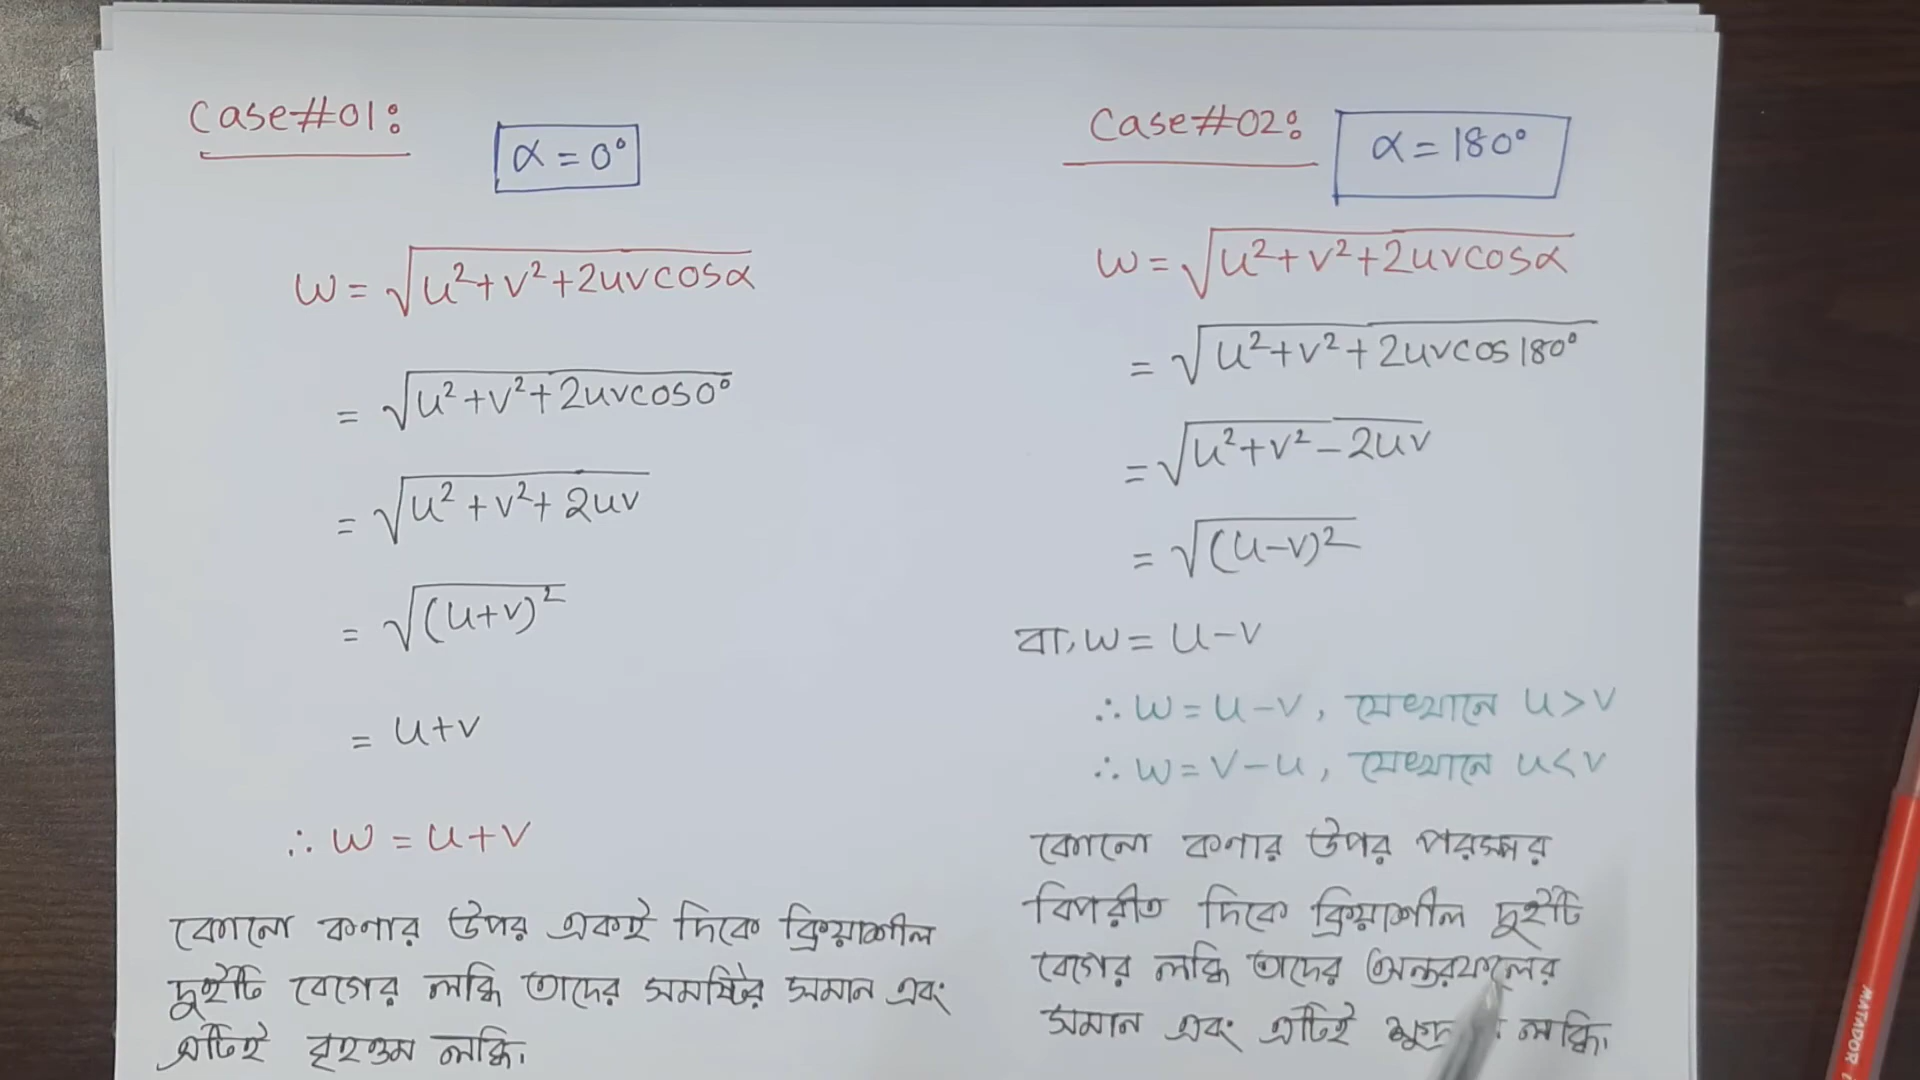 Case#01:
α = 0°
w = √(u²+v²+2uvcosα)
= √(u²+v²+2uvcos0°)
= √(u²+v²+2uv)
= √(u+v)²
= u+v
∴ w = u+v
কোনো কণার উপর একই দিকে ক্রিয়াশীল
দুইটি বেগের লব্ধি তাদের সমষ্টির সমান এবং
এটিই বৃহত্তম লব্ধি।
Case#02:
α = 180°
w = √(u²+v²+2uvcosα)
= √(u²+v²+2uvcos180°)
= √(u²+v²-2uv)
= √(u-v)²
বা, w = u-v
∴ w = u-v, যেখানে u>v
∴ w = v-u, যেখানে u<v
কোনো কণার উপর পরস্পর
বিপরীত দিকে ক্রিয়াশীল দুইটি
বেগের লব্ধি তাদের অন্তরফলের
সমান এবং এটিই লব্ধি।
MATADOR